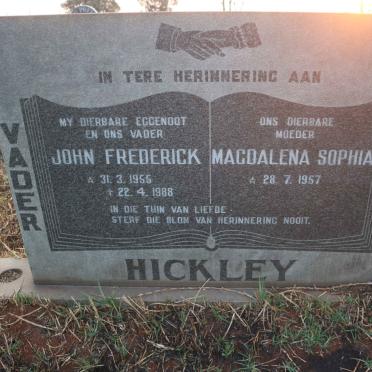 IN TERE HERINNERING AAN
VADER
MY DIERBARE EGGENOOT
EN ONS VADER
JOHN FREDERICK
☆ 31. 3. 1955
+ 22. 4. 1988
ONS DIERBARE
MOEDER
MAGDALENA SOPHIA
☆ 28. 7. 1957
IN DIE TUIN VAN LIEFDE
STERF DIE BLOM VAN HERINNERING NOOIT.
HICKLEY